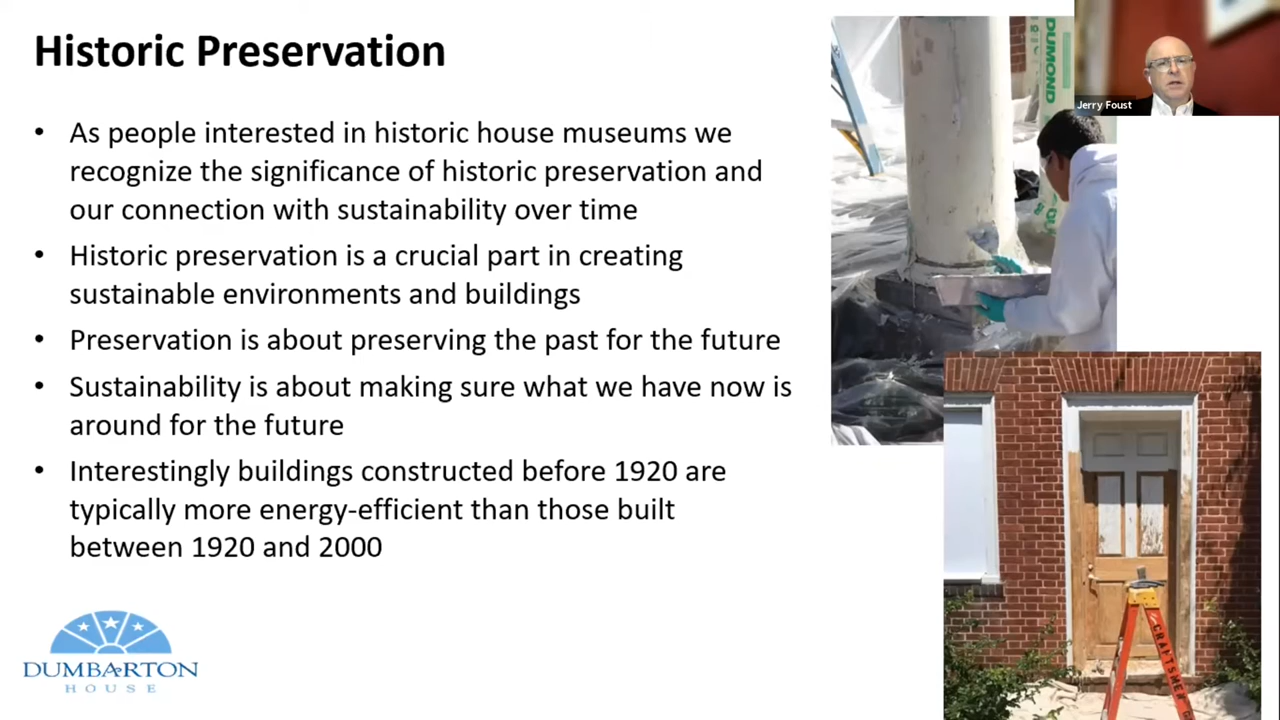 Historic Preservation
• As people interested in historic house museums we
recognize the significance of historic preservation and
our connection with sustainability over time
• Historic preservation is a crucial part in creating
sustainable environments and buildings
• Preservation is about preserving the past for the future
• Sustainability is about making sure what we have now is
around for the future
• Interestingly buildings constructed before 1920 are
typically more energy-efficient than those built
between 1920 and 2000
DUMBARTON
HOUSE
DUMOND
Jerry Foust
CRAFTSMEN